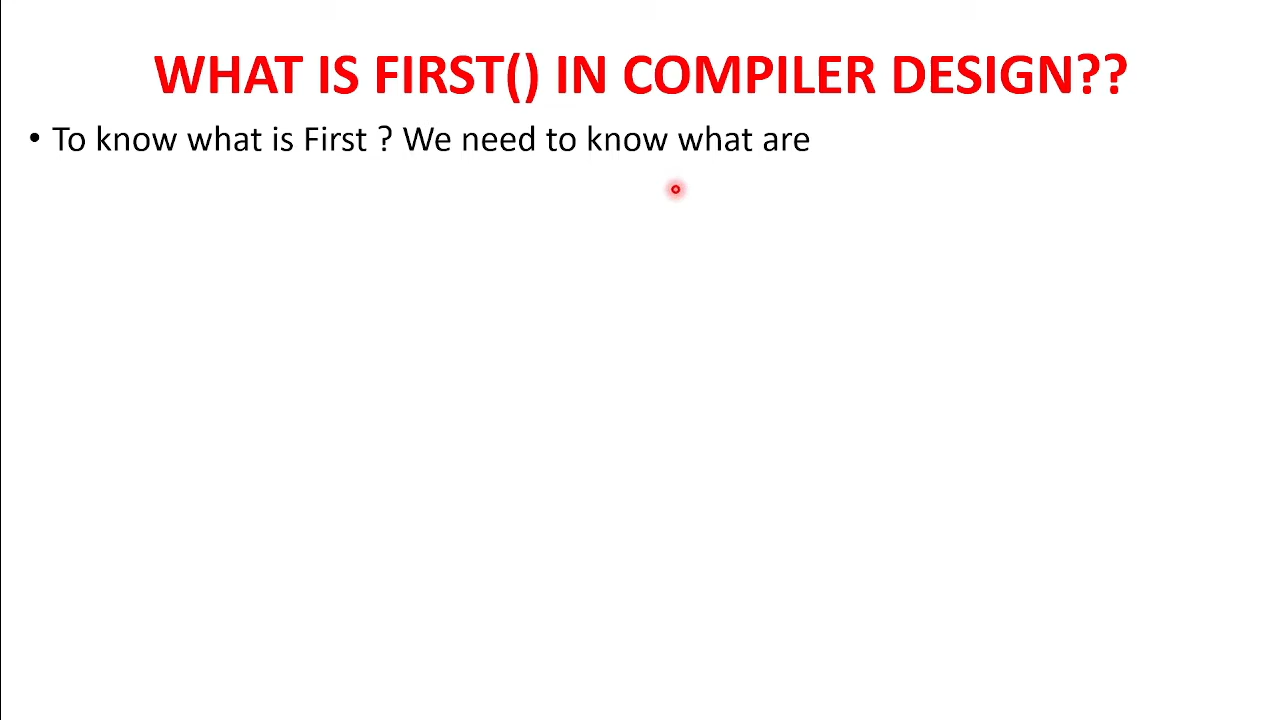 WHAT IS FIRST() IN COMPILER DESIGN??
• To know what is First ? We need to know what are